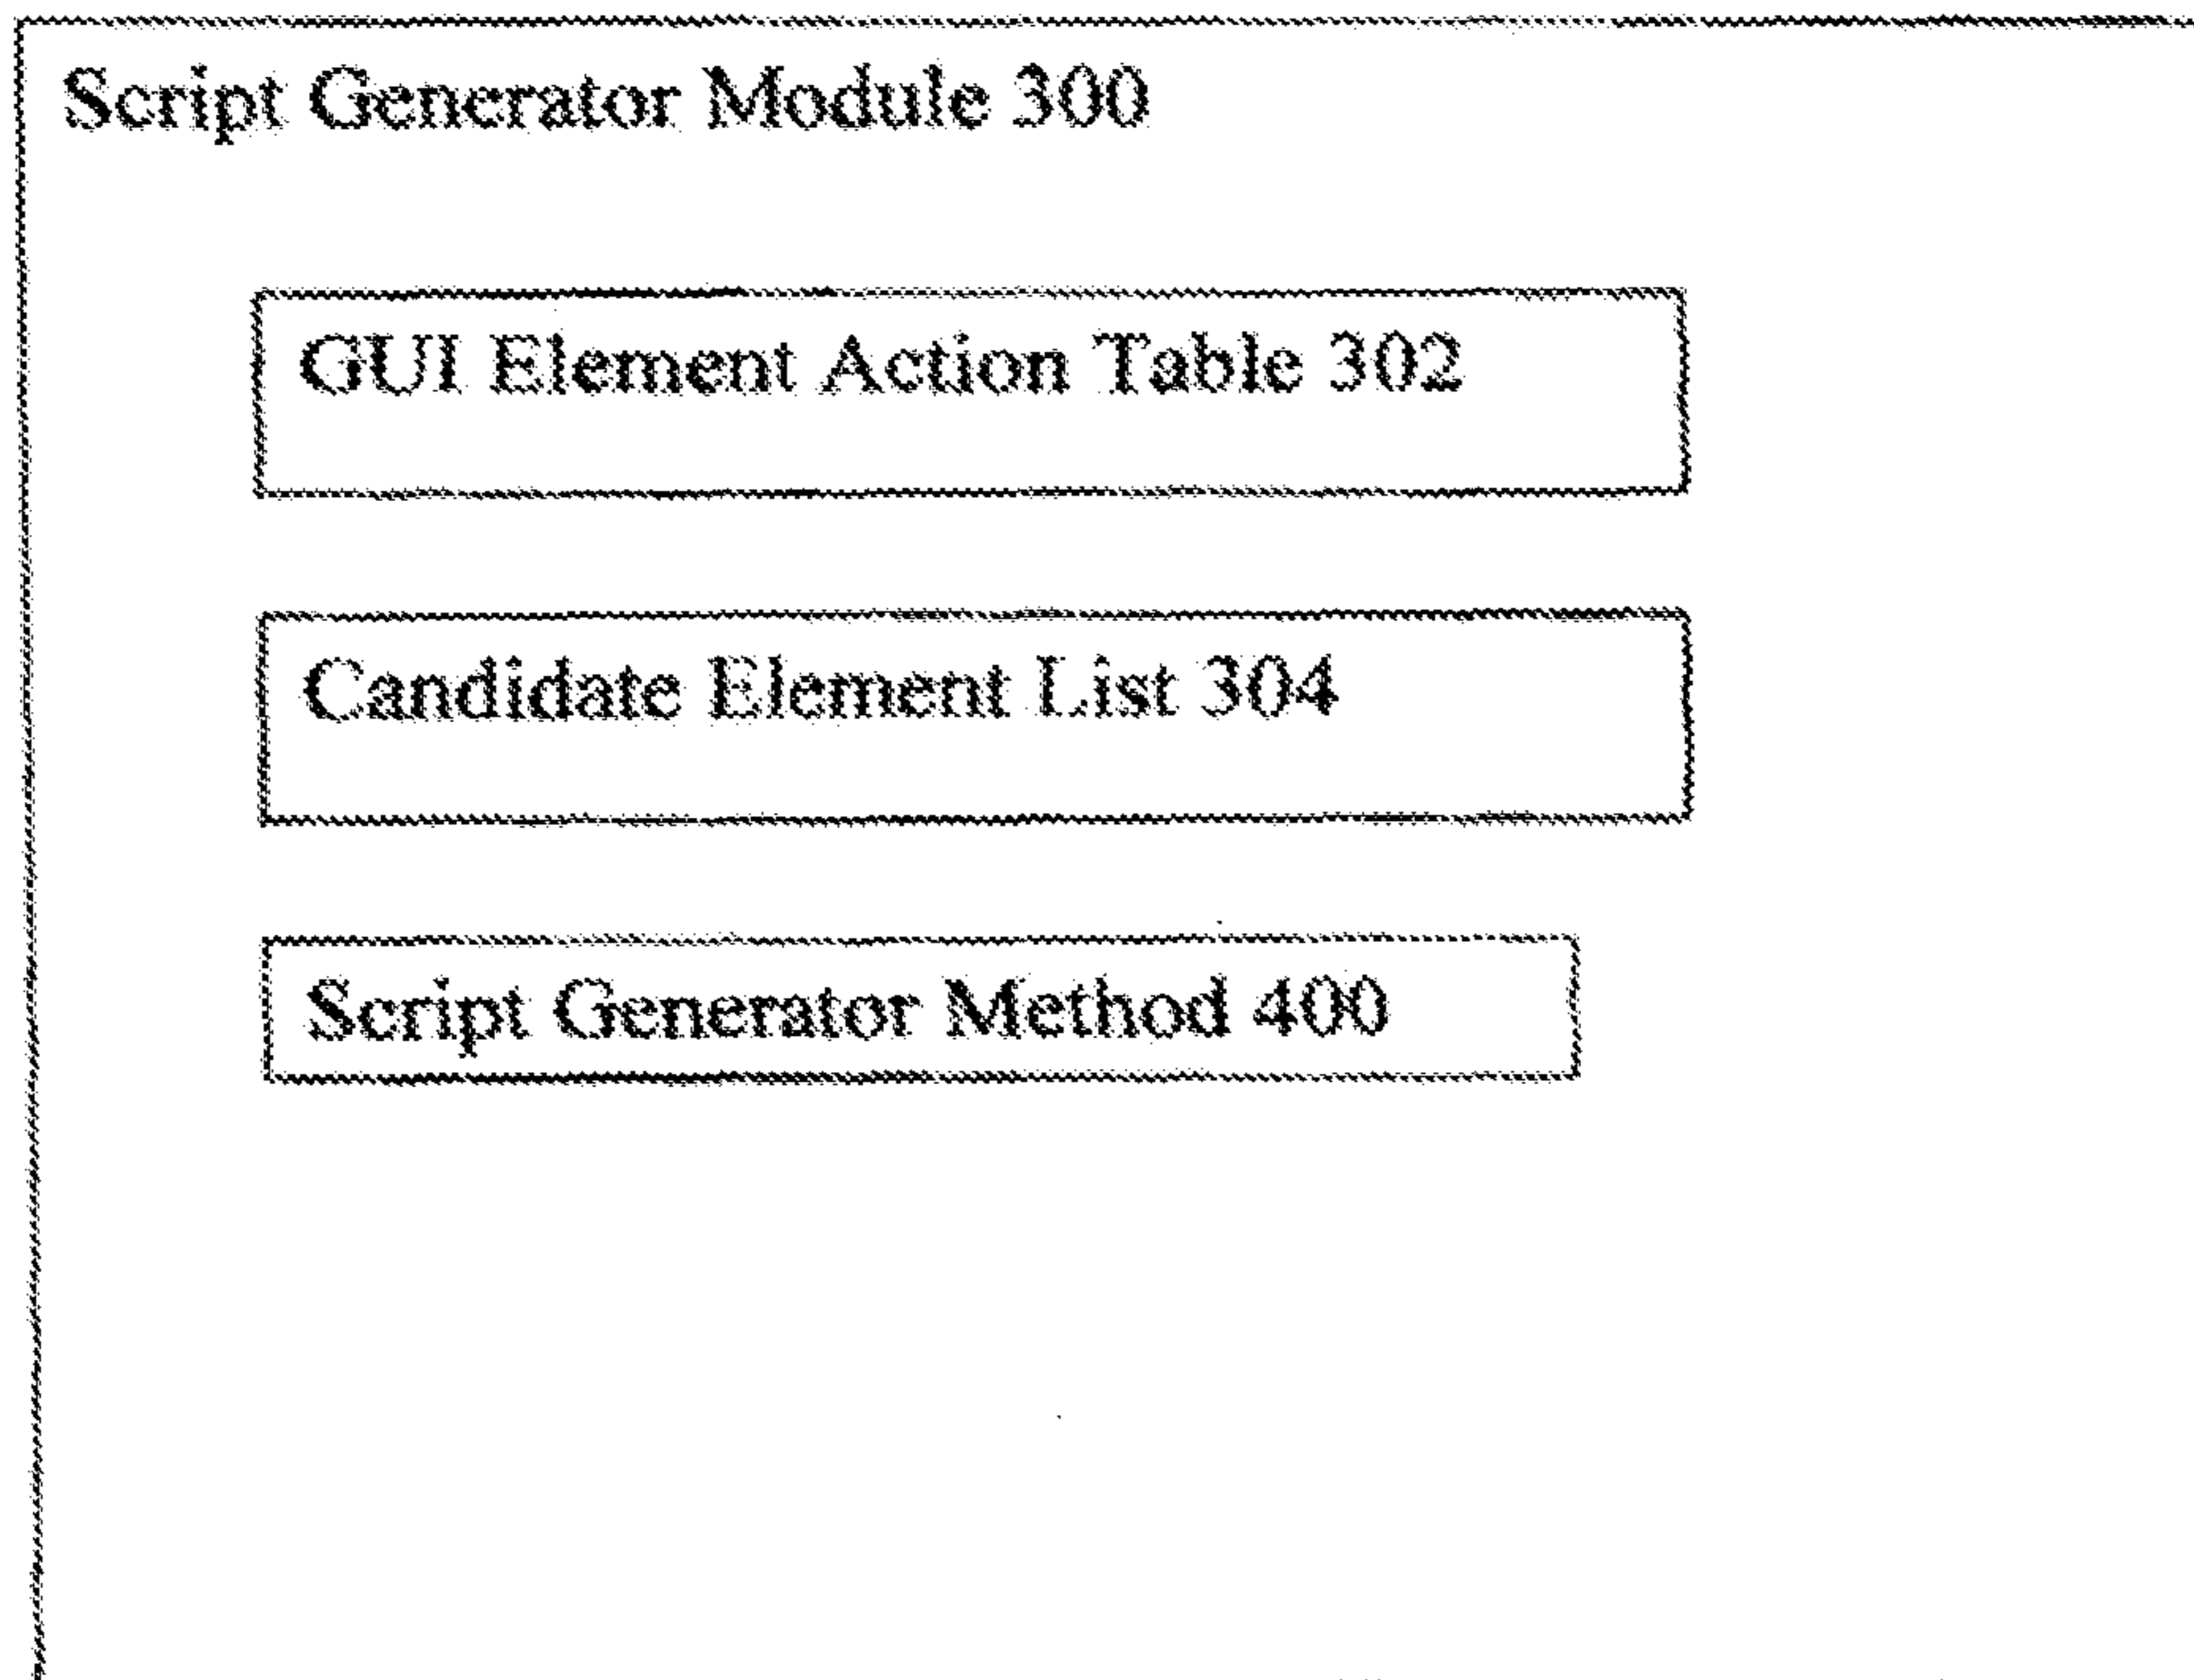 Script Generator Module 300
GUI Element Action Table 302
Candidate Element List 304
Script Generator Method 400